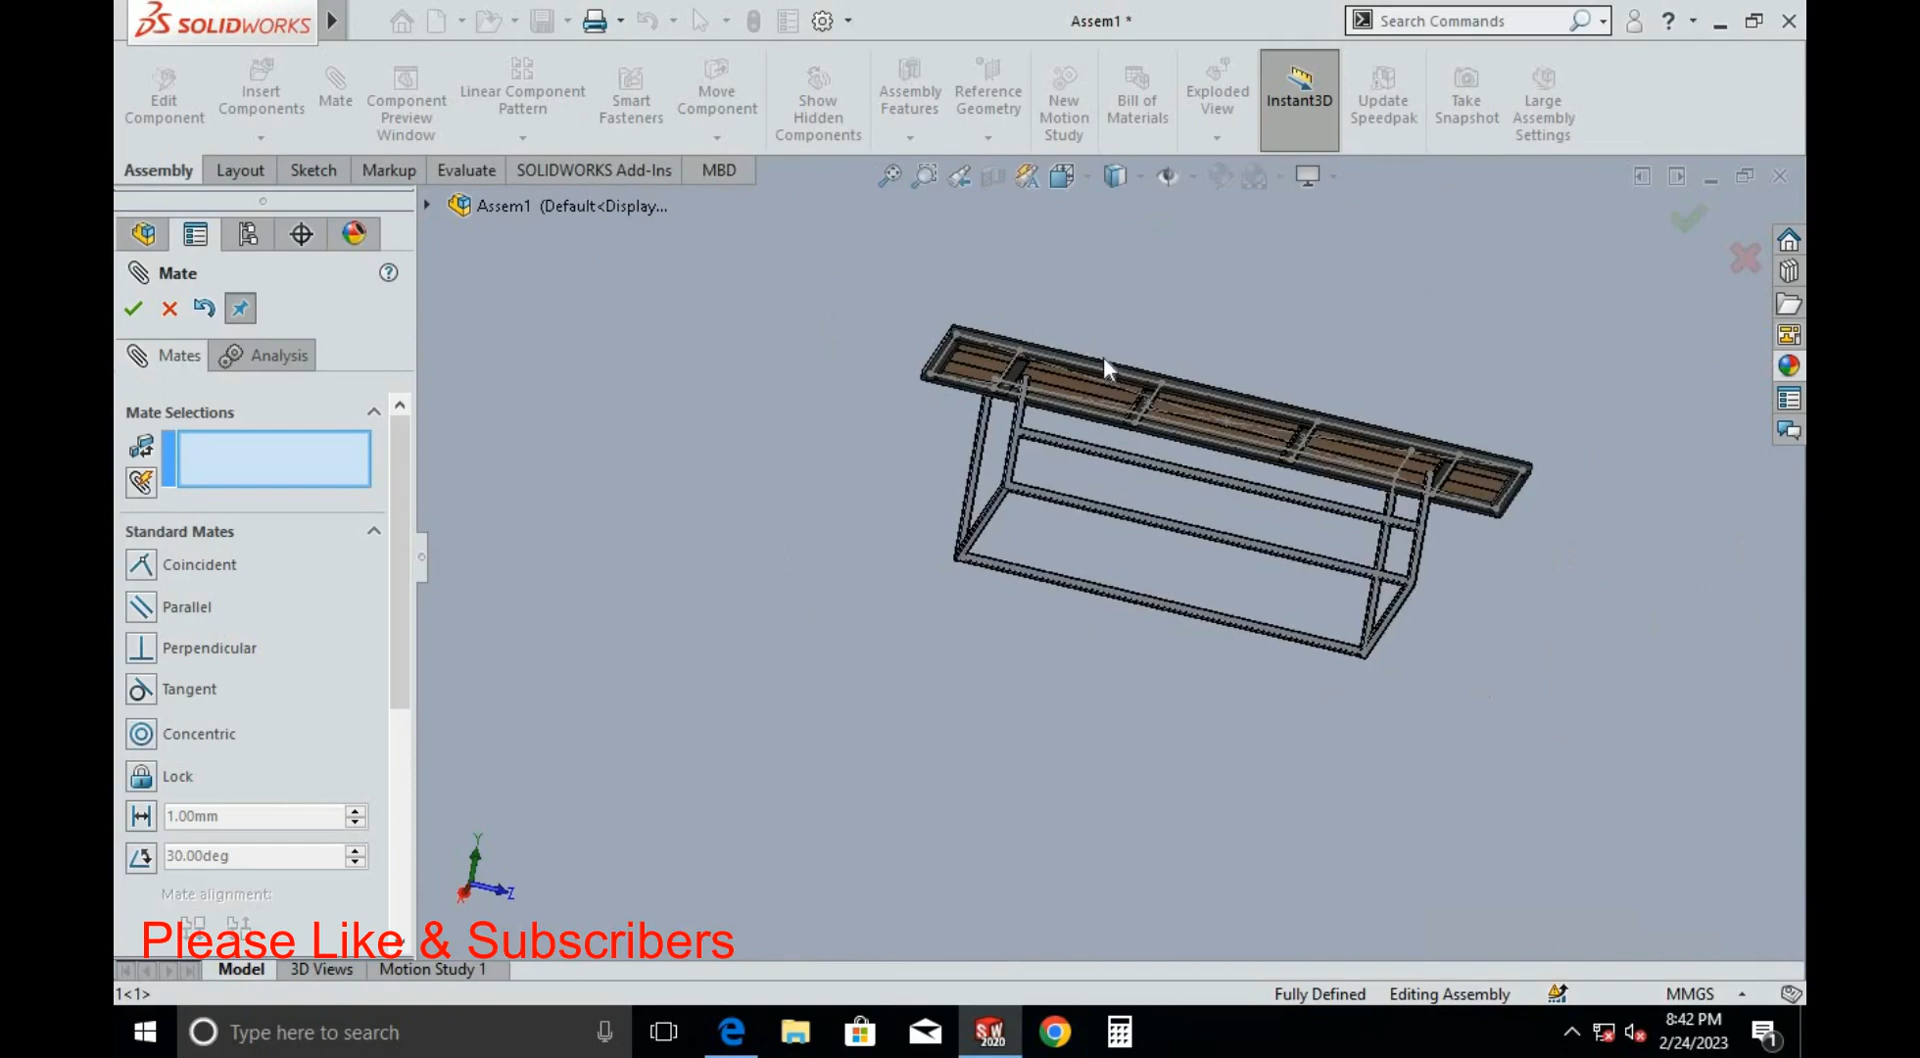 SOLIDWORKS
Assem1 *
Search Commands
?
Edit
Component
Insert
Components
Mate
Component
Preview
Window
Linear Component
Pattern
Smart
Fasteners
Move
Component
Show
Hidden
Components
Assembly
Features
Reference
Geometry
New
Motion
Study
Bill of
Materials
Exploded
View
Instant3D
Update
Speedpak
Take
Snapshot
Large
Assembly
Settings
Assembly Layout Sketch Markup Evaluate SOLIDWORKS Add-Ins MBD
Assem1 (Default<Display...
Mate
?
Mates
Analysis
Mate Selections
Standard Mates
Coincident
Parallel
Perpendicular
Tangent
Concentric
Lock
1.00mm
30.00deg
Mate alignment:
Y
Z
Please Like & Subscribers
Model 3D Views Motion Study 1
1<1>
Fully Defined
Editing Assembly
MMGS
Type here to search
SW
2020
8:42 PM
2/24/2023
1